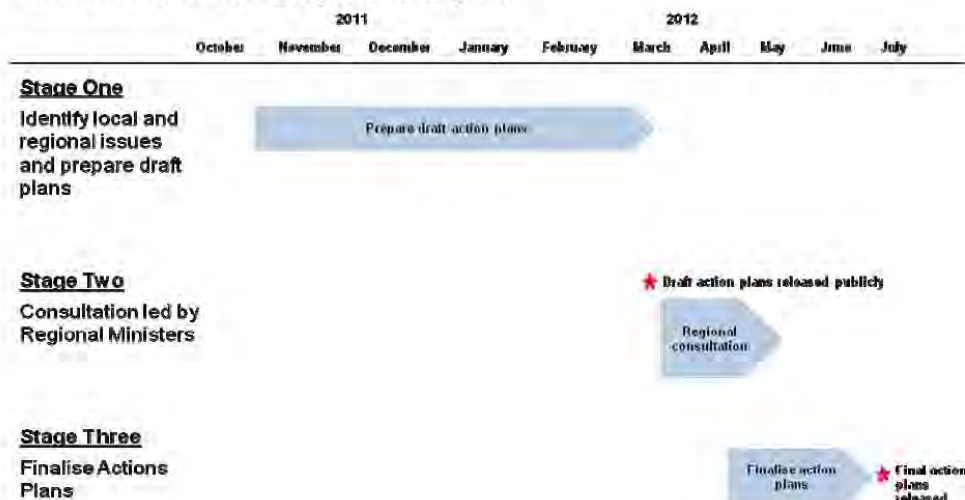 2011 2012
October November December January February March April May June July
Stage One
Identify local and
regional issues
and prepare draft
plans
Prepare draft action plans
Stage Two
Consultation led by
Regional Ministers
Draft action plans released publicly
Regional
consultation
Stage Three
Finalise Actions
Plans
Finalise action
plans
Final action
plans
released